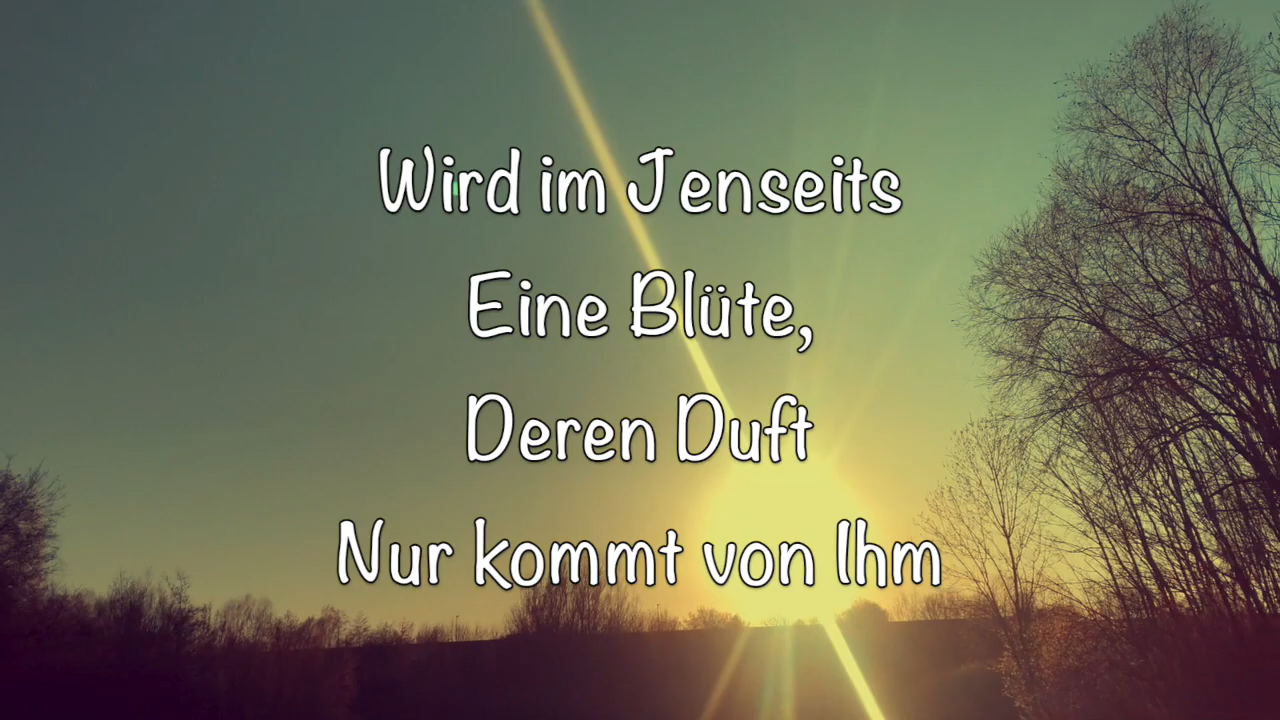 Wird im Jenseits
Eine Blüte,
Deren Duft
Nur kommt von Ihm